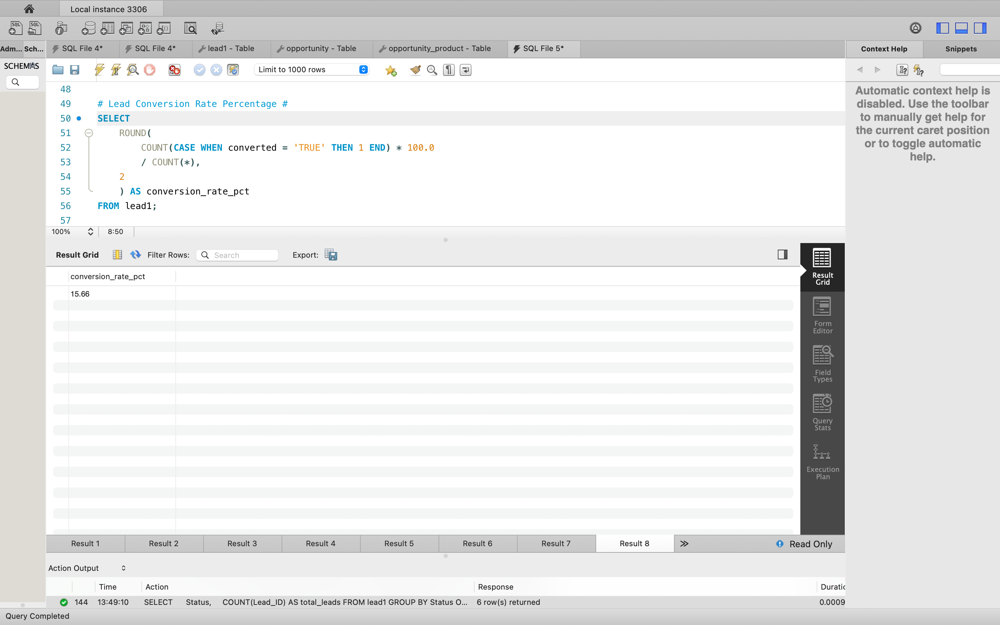 Local instance 3306
SQL SQL
Adm... Sch... SQL File 4* SQL File 4* lead1 - Table opportunity - Table opportunity_product - Table SQL File 5* Context Help Snippets
SCHEMAS
Limit to 1000 rows
Automatic context help is
disabled. Use the toolbar
to manually get help for
the current caret position
or to toggle automatic
help.
48
49 # Lead Conversion Rate Percentage #
50 SELECT
51 ROUND(
52 COUNT(CASE WHEN converted = 'TRUE' THEN 1 END) * 100.0
53 / COUNT(*),
54 2
55 ) AS conversion_rate_pct
56 FROM lead1;
57
100% 8:50
Result Grid Filter Rows: Search Export:
conversion_rate_pct
15.66
Result
Grid
Form
Editor
Field
Types
Query
Stats
Execution
Plan
Result 1 Result 2 Result 3 Result 4 Result 5 Result 6 Result 7 Result 8 Read Only
Action Output
Time Action Response Duratio
144 13:49:10 SELECT Status, COUNT(Lead_ID) AS total_leads FROM lead1 GROUP BY Status O... 6 row(s) returned 0.0009
Query Completed